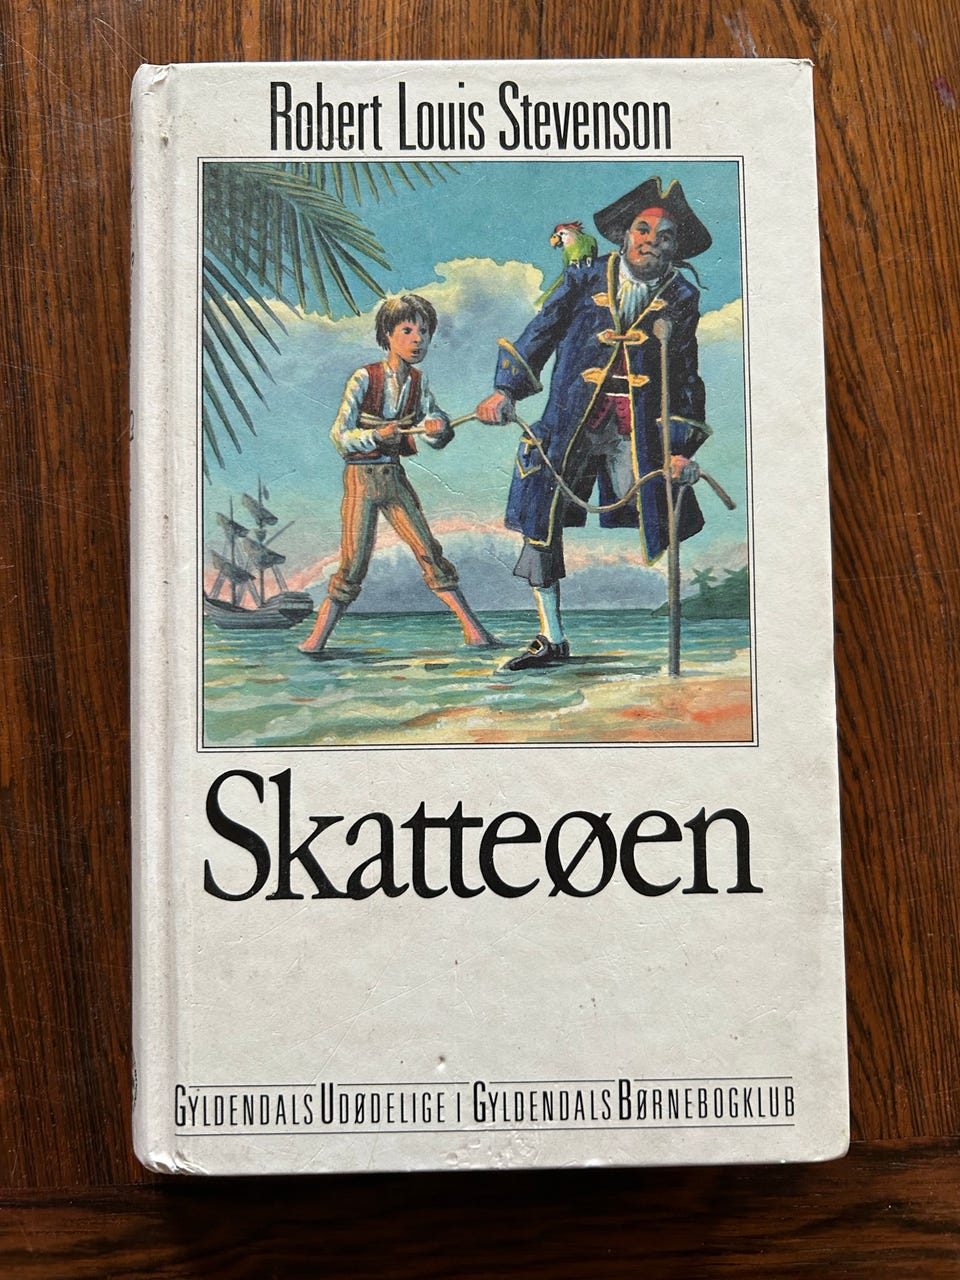 Robert Louis Stevenson
Skatteøen
GYLDENDALS UDØDELIGE I GYLDENDALS BØRNEBOGKLUB